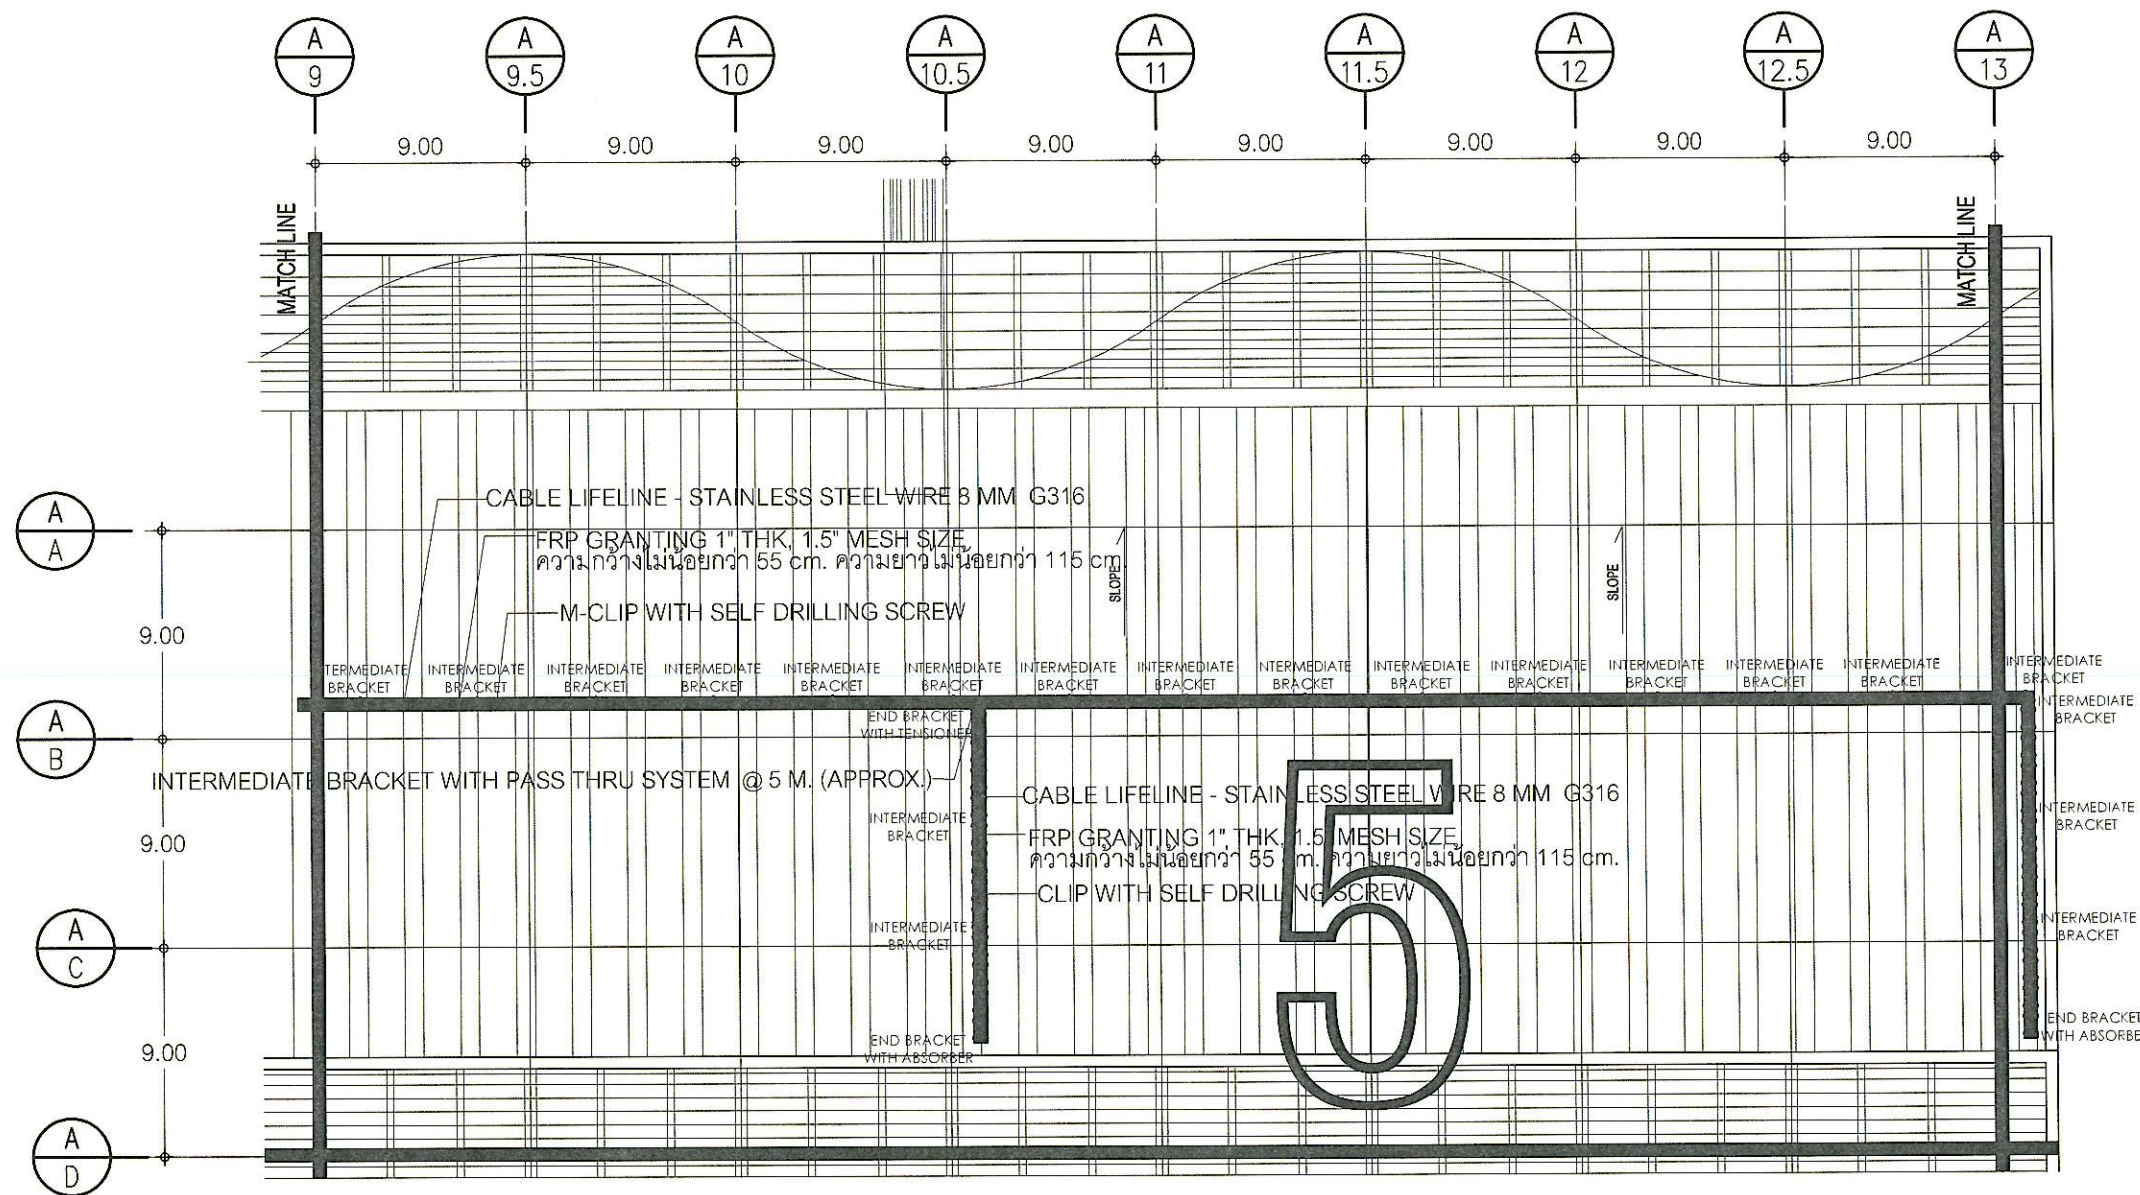 A A A A A A A A A
9 9.5 10 10.5 11 11.5 12 12.5 13
9.00 9.00 9.00 9.00 9.00 9.00 9.00 9.00
MATCH LINE
MATCH LINE
CABLE LIFELINE - STAINLESS STEEL WIRE 8 MM G316
A
A
FRP GRANTING 1" THK, 1.5" MESH SIZE
ความกว้างไม่น้อยกว่า 55 cm. ความยาวไม่น้อยกว่า 115 cm.
SLOPE
SLOPE
M-CLIP WITH SELF DRILLING SCREW
9.00
TERMEDIATE INTERMEDIATE INTERMEDIATE INTERMEDIATE INTERMEDIATE INTERMEDIATE INTERMEDIATE INTERMEDIATE NTERMEDIATE INTERMEDIATE INTERMEDIATE INTERMEDIATE INTERMEDIATE INTERMEDIATE INTERMEDIATE
BRACKET BRACKET BRACKET BRACKET BRACKET BRACKET BRACKET BRACKET BRACKET BRACKET BRACKET BRACKET BRACKET BRACKET BRACKET
INTERMEDIATE
BRACKET
END BRACKET
WITH TENSIONER
A
B
INTERMEDIATE BRACKET WITH PASS THRU SYSTEM @ 5 M. (APPROX.)
CABLE LIFELINE - STAINLESS STEEL WIRE 8 MM G316
INTERMEDIATE
BRACKET
INTERMEDIATE
BRACKET
FRP GRANTING 1" THK, 1.5" MESH SIZE
ความกว้างไม่น้อยกว่า 55 cm. ความยาวไม่น้อยกว่า 115 cm.
9.00
CLIP WITH SELF DRILLING SCREW
5
INTERMEDIATE
BRACKET
INTERMEDIATE
BRACKET
A
C
9.00
END BRACKET
WITH ABSORBER
END BRACKET
WITH ABSORBE
A
D